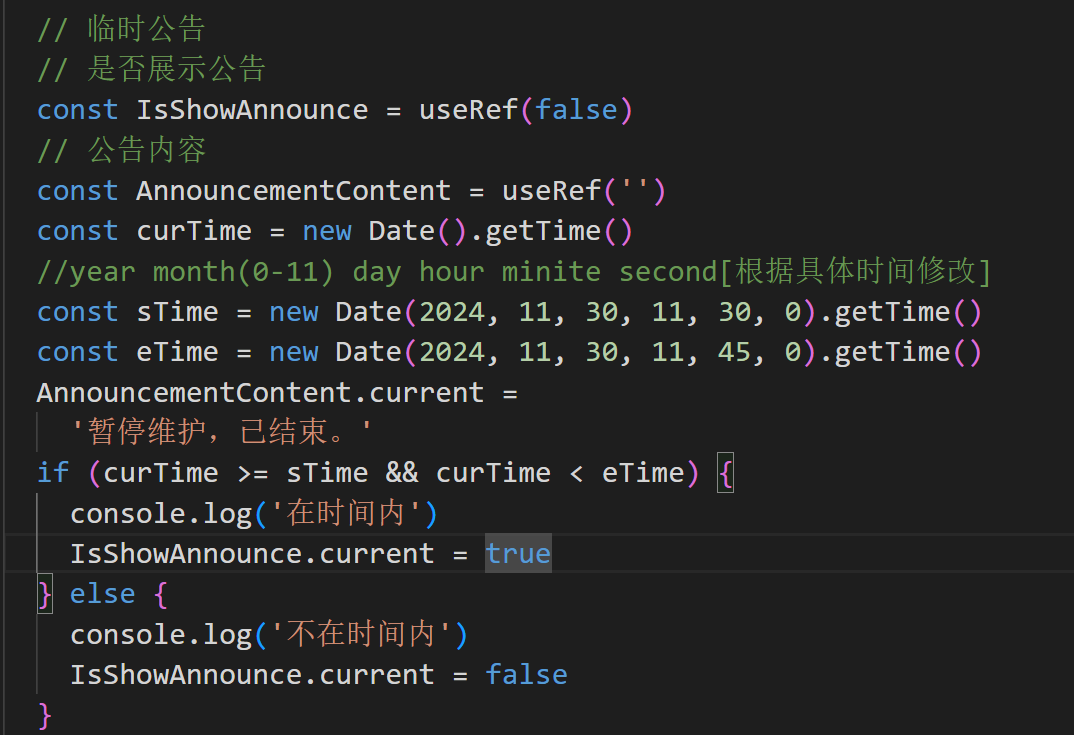 // 临时公告
// 是否展示公告
const IsShowAnnounce = useRef(false)
// 公告内容
const AnnouncementContent = useRef('')
const curTime = new Date().getTime()
//year month(0-11) day hour minite second[根据具体时间修改]
const sTime = new Date(2024, 11, 30, 11, 30, 0).getTime()
const eTime = new Date(2024, 11, 30, 11, 45, 0).getTime()
AnnouncementContent.current =
  '暂停维护，已结束。'
if (curTime >= sTime && curTime < eTime) {
  console.log('在时间内')
  IsShowAnnounce.current = true
} else {
  console.log('不在时间内')
  IsShowAnnounce.current = false
}